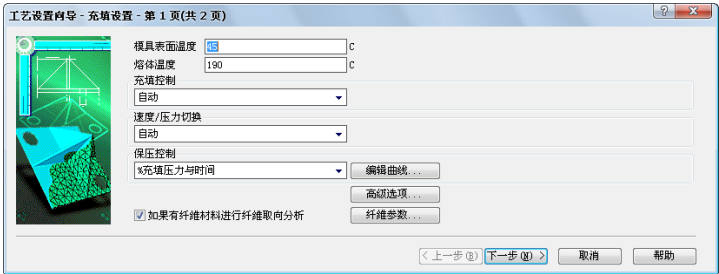 工艺设置向导 - 充填设置 - 第 1 页(共 2 页)
模具表面温度 45 C
熔体温度 190 C
充填控制
自动
速度/压力切换
自动
保压控制
%充填压力与时间 编辑曲线...
高级选项...
如果有纤维材料进行纤维取向分析 纤维参数...
< 上一步(B) 下一步(N) > 取消 帮助